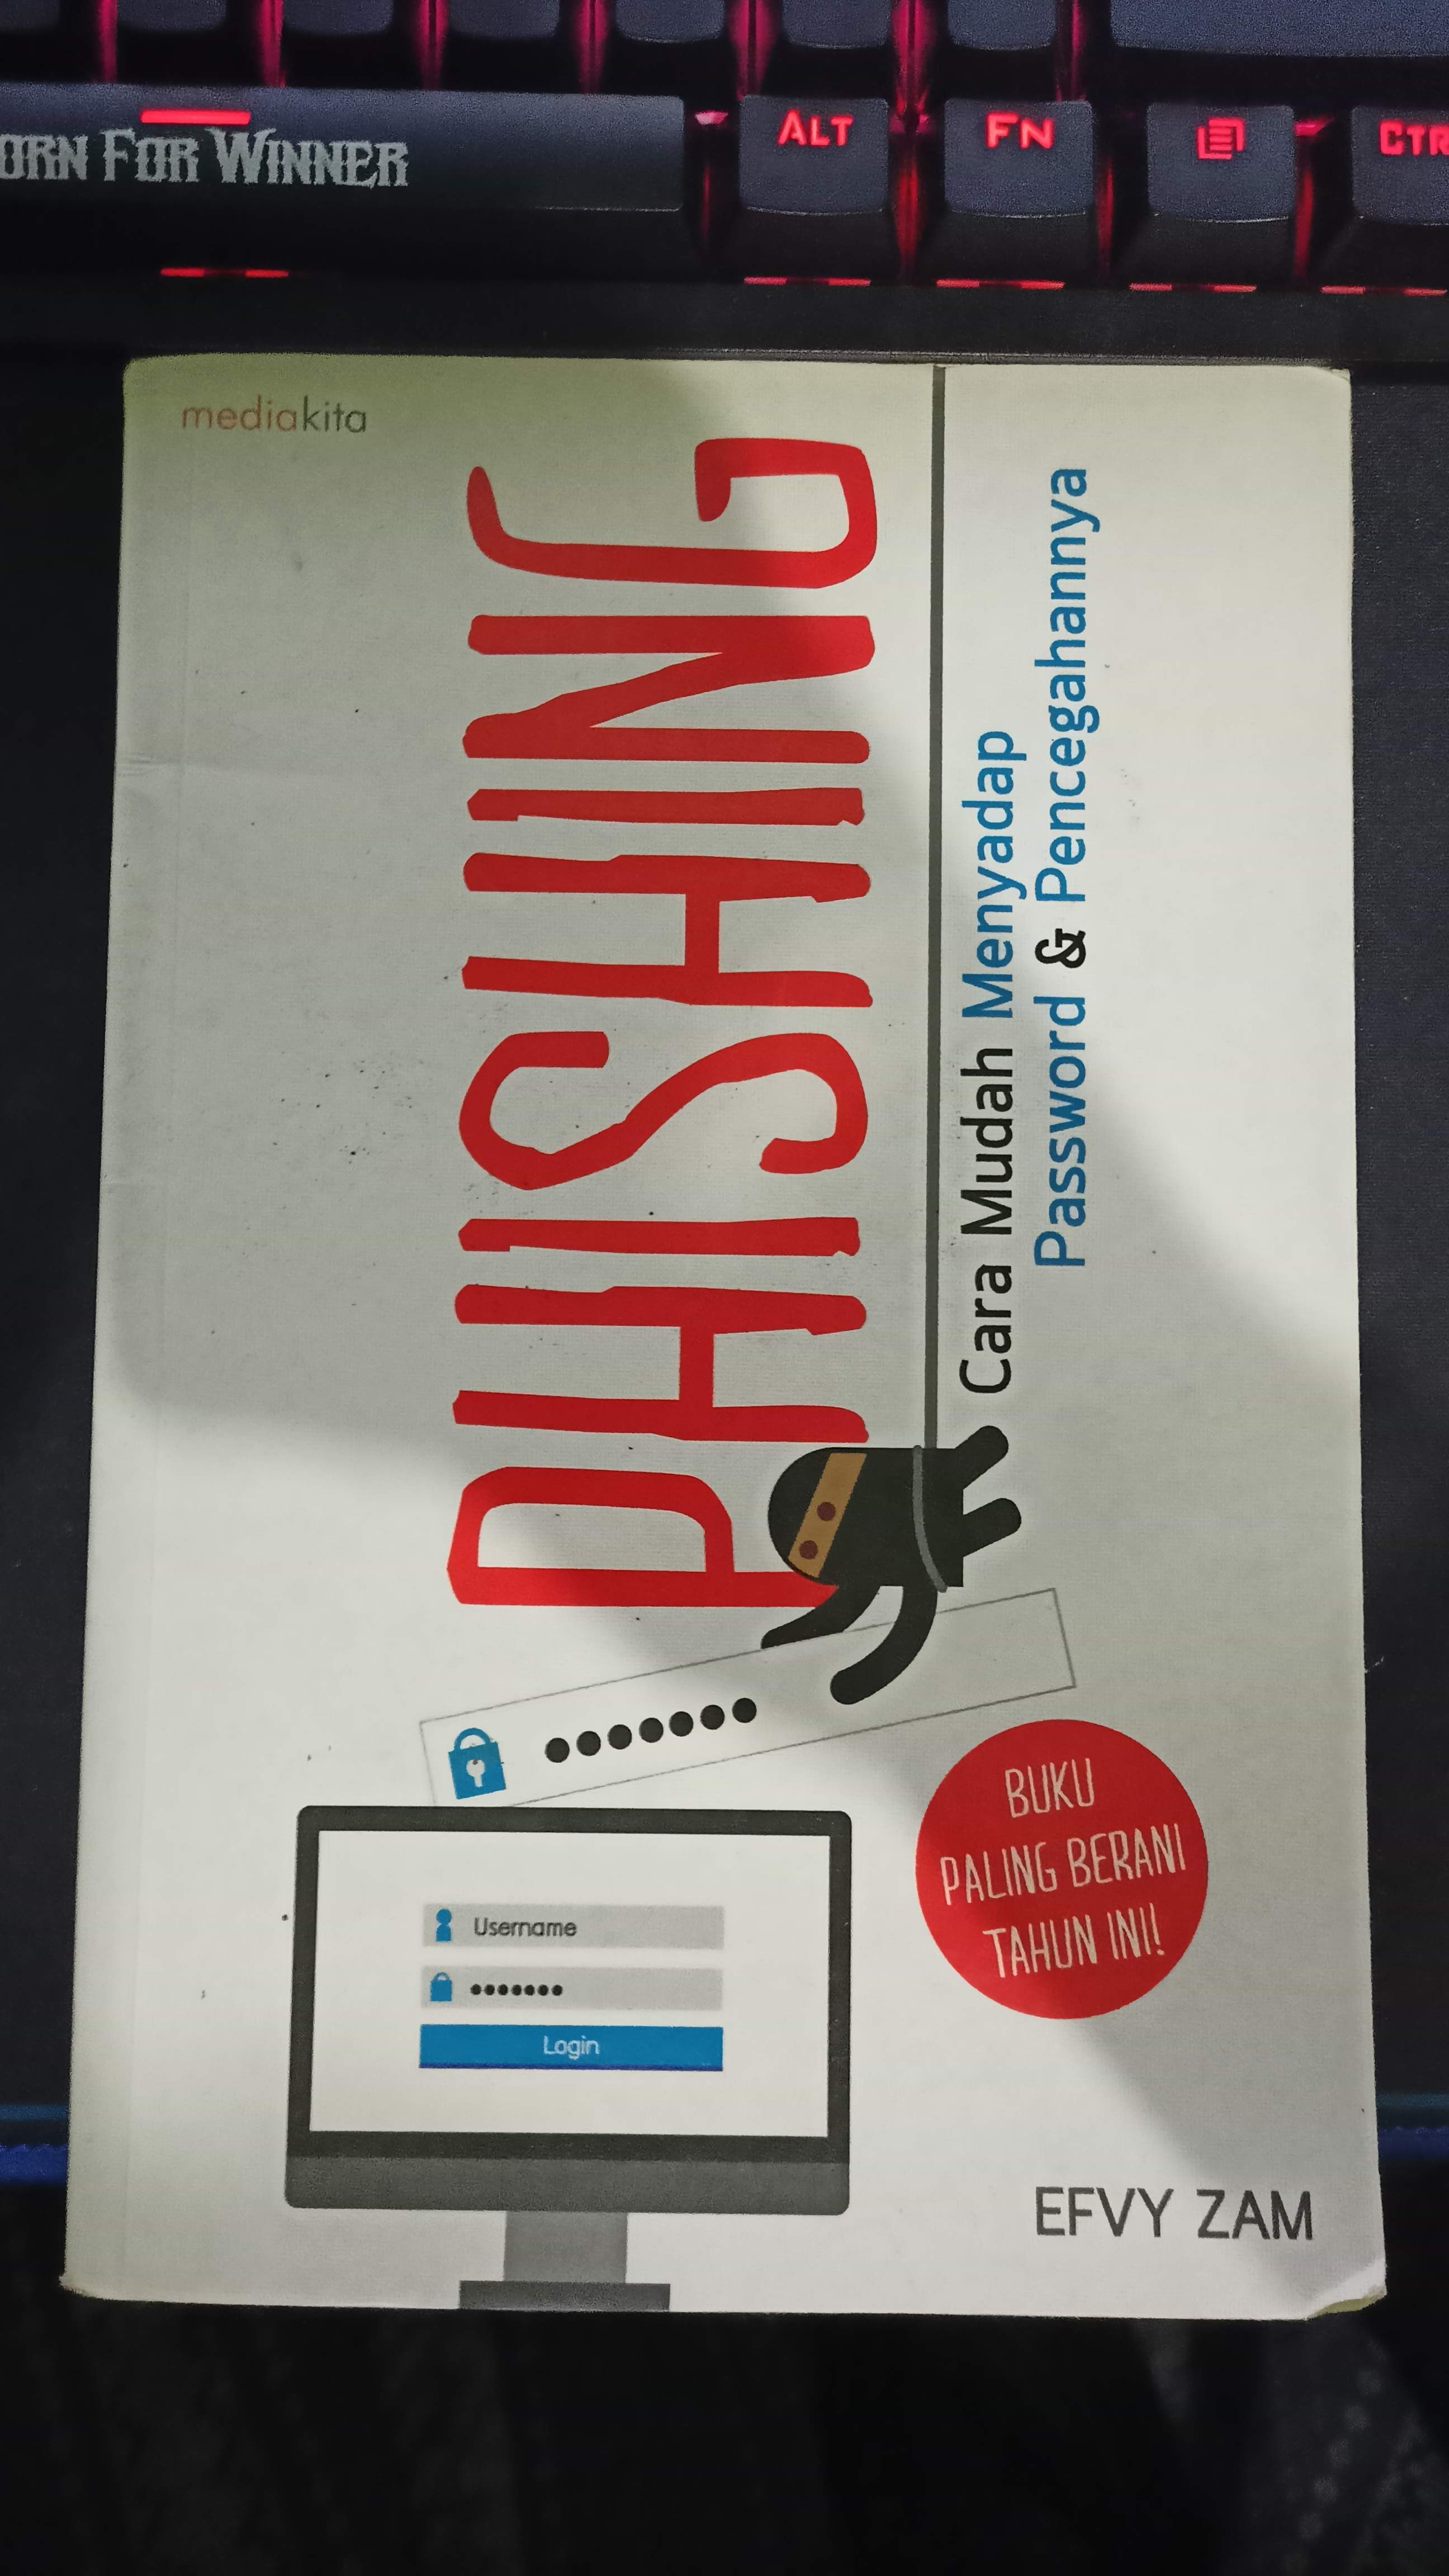 ORN FOR WINNER
ALT
FN
CTR
mediakita
PHISHING
Cara Mudah Menyadap
Password & Pencegahannya
Username
Login
BUKU
PALING BERANI
TAHUN INI!
EFVY ZAM